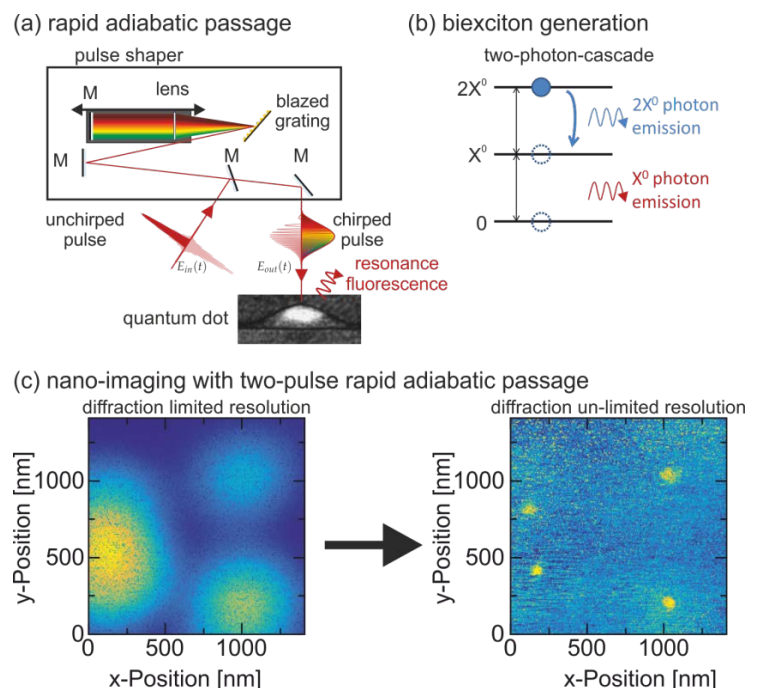 (a) rapid adiabatic passage
pulse shaper
M
lens
blazed
grating
M
M
M
unchirped
pulse
E_in(t)
E_out(t)
chirped
pulse
resonance
fluorescence
quantum dot
(b) biexciton generation
two-photon-cascade
2X⁰
2X⁰ photon
emission
X⁰
X⁰ photon
emission
0
(c) nano-imaging with two-pulse rapid adiabatic passage
diffraction limited resolution
y-Position [nm]
1000
500
0
0
500
1000
x-Position [nm]
diffraction un-limited resolution
y-Position [nm]
1000
500
0
0
500
1000
x-Position [nm]